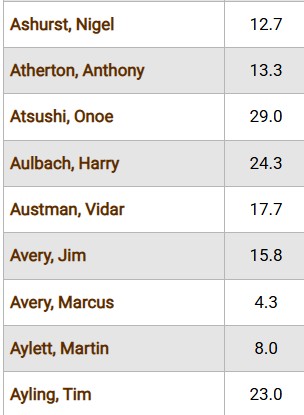 Ashurst, Nigel 12.7
Atherton, Anthony 13.3
Atsushi, Onoe 29.0
Aulbach, Harry 24.3
Austman, Vidar 17.7
Avery, Jim 15.8
Avery, Marcus 4.3
Aylett, Martin 8.0
Ayling, Tim 23.0